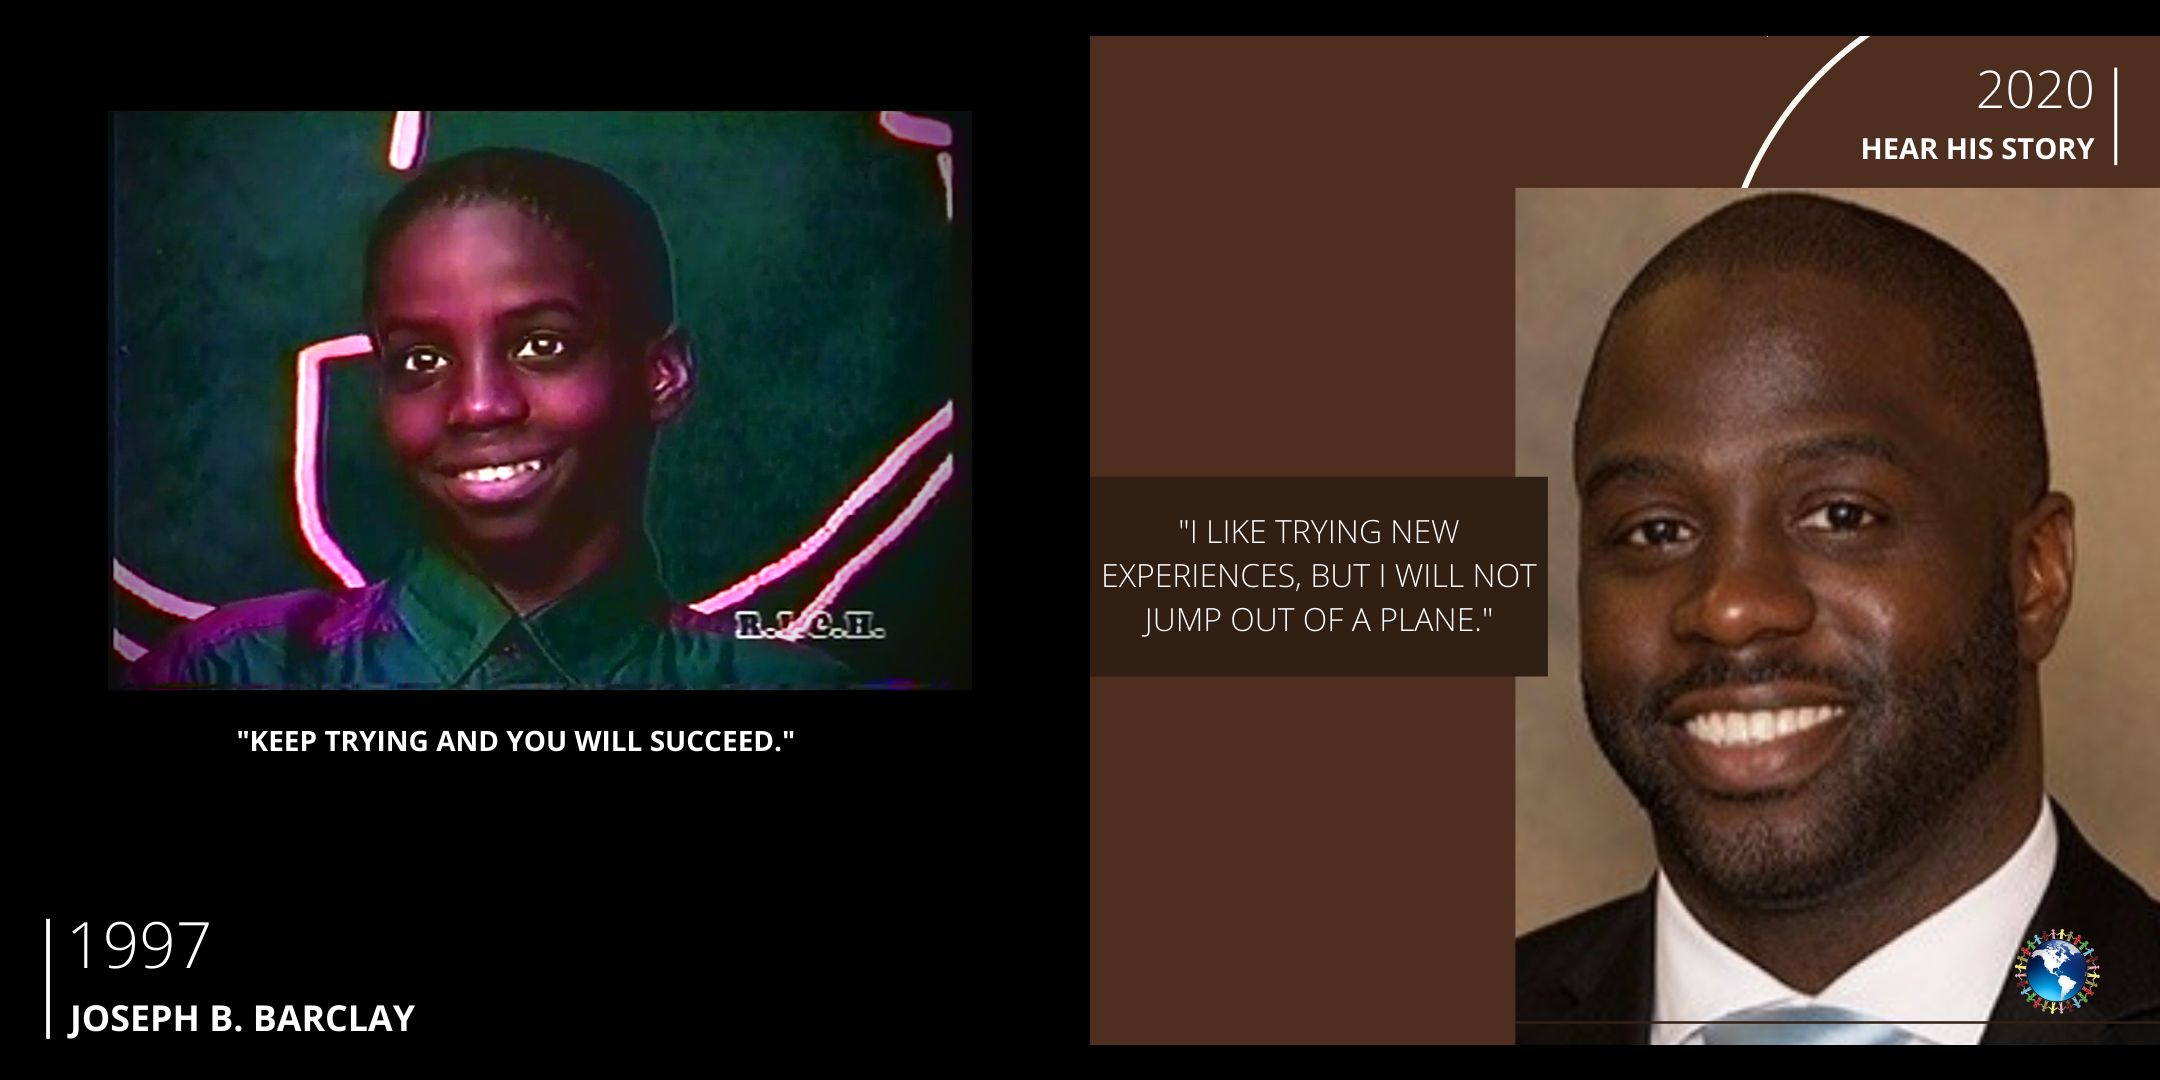 R.I.C.H.
"KEEP TRYING AND YOU WILL SUCCEED."
1997
JOSEPH B. BARCLAY
2020
HEAR HIS STORY
"I LIKE TRYING NEW
EXPERIENCES, BUT I WILL NOT
JUMP OUT OF A PLANE."